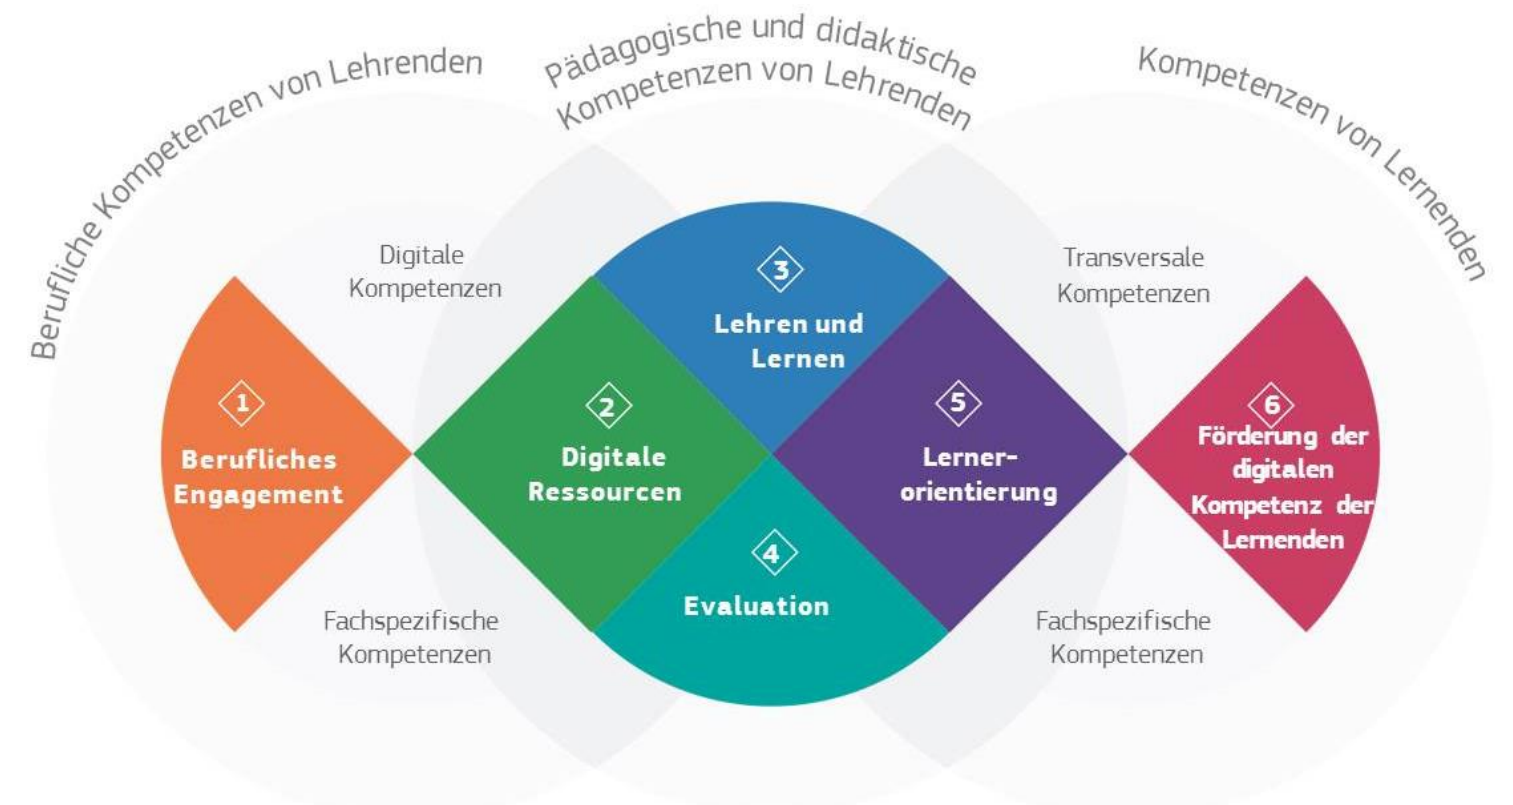 Berufliche Kompetenzen von Lehrenden
Pädagogische und didaktische
Kompetenzen von Lehrenden
Kompetenzen von Lernenden
Digitale
Kompetenzen
Transversale
Kompetenzen
1
Berufliches
Engagement
2
Digitale
Ressourcen
3
Lehren und
Lernen
4
Evaluation
5
Lerner-
orientierung
6
Förderung der
digitalen
Kompetenz der
Lernenden
Fachspezifische
Kompetenzen
Fachspezifische
Kompetenzen